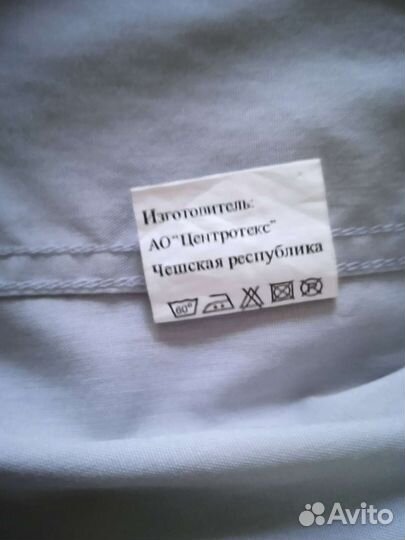 Изготовитель:
АО "Центротекс"
Чешская республика
60°
Avito